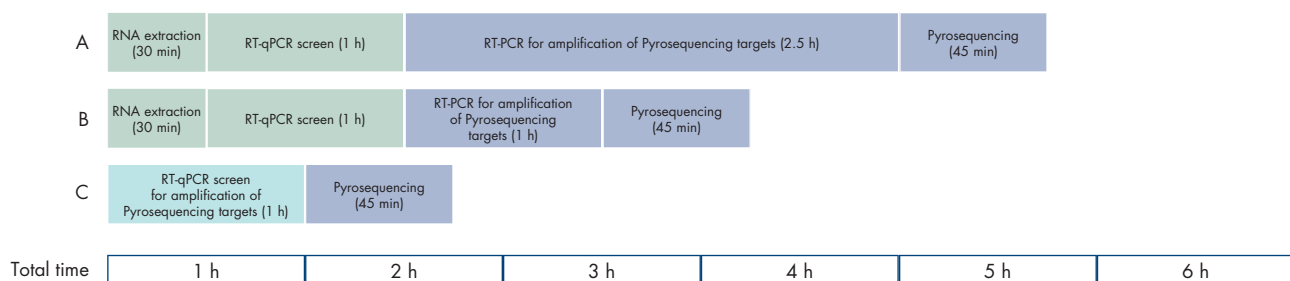 A
RNA extraction
(30 min)
RT-qPCR screen (1 h)
RT-PCR for amplification of Pyrosequencing targets (2.5 h)
Pyrosequencing
(45 min)
B
RNA extraction
(30 min)
RT-qPCR screen (1 h)
RT-PCR for amplification
of Pyrosequencing
targets (1 h)
Pyrosequencing
(45 min)
C
RT-qPCR screen
for amplification of
Pyrosequencing targets (1 h)
Pyrosequencing
(45 min)
Total time
1 h
2 h
3 h
4 h
5 h
6 h